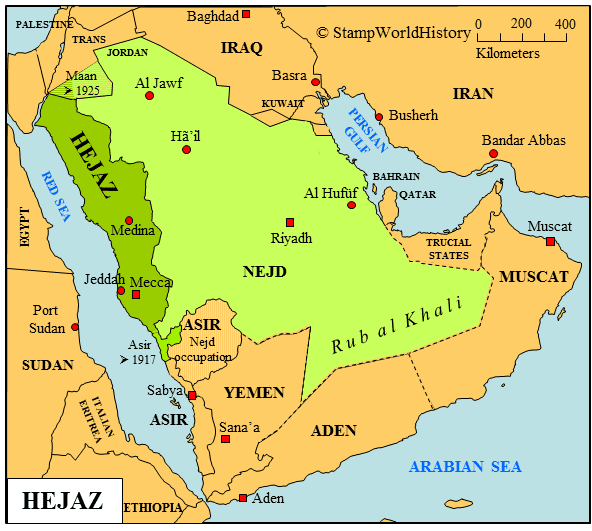 PALESTINE
Baghdad
© StampWorldHistory
0 200 400
Kilometers
TRANS
JORDAN
IRAQ
Maan
➢ 1925
Al Jawf
Basra
KUWAIT
IRAN
Busherh
PERSIAN
GULF
Hã’il
HEJAZ
Bandar Abbas
BAHRAIN
QATAR
RED SEA
Al Hufūf
EGYPT
Medina
Riyadh
TRUCIAL
STATES
Muscat
NEJD
MUSCAT
Jeddah
Mecca
Port
Sudan
ASIR
Nejd
occupation
Rub al Khali
Asir
➢ 1917
SUDAN
Sabya
YEMEN
ITALIAN
ERITREA
ASIR
Sana’a
ADEN
ARABIAN SEA
HEJAZ
ETHIOPIA
Aden